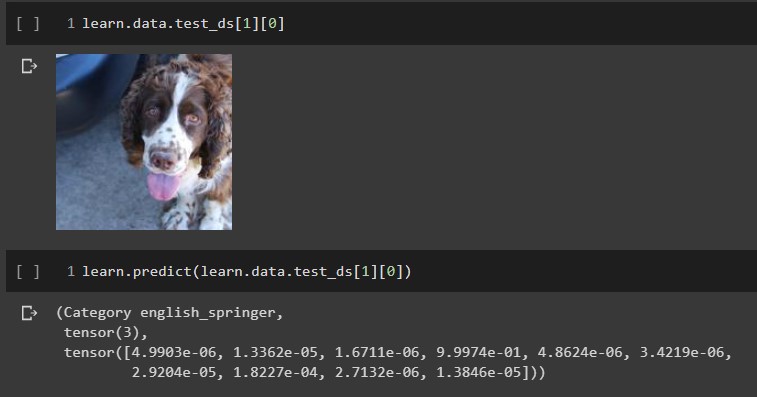 [ ] 1 learn.data.test_ds[1][0]
[ ] 1 learn.predict(learn.data.test_ds[1][0])
(Category english_springer,
tensor(3),
tensor([4.9903e-06, 1.3362e-05, 1.6711e-06, 9.9974e-01, 4.8624e-06, 3.4219e-06,
2.9204e-05, 1.8227e-04, 2.7132e-06, 1.3846e-05]))